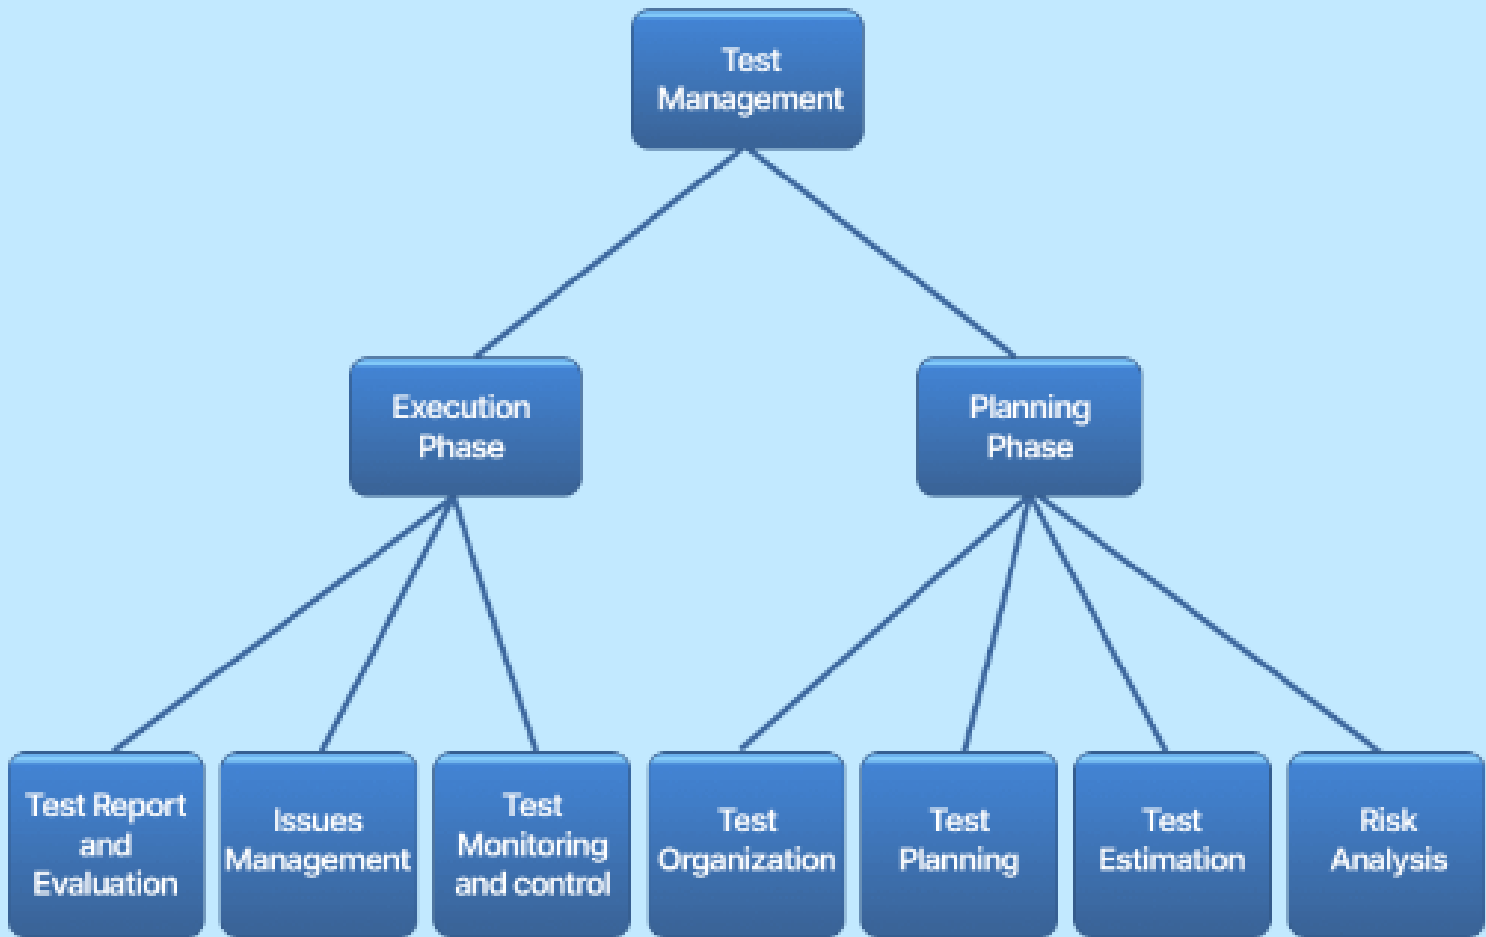 Test
Management
Execution
Phase
Planning
Phase
Test Report
and
Evaluation
Issues
Management
Test
Monitoring
and control
Test
Organization
Test
Planning
Test
Estimation
Risk
Analysis